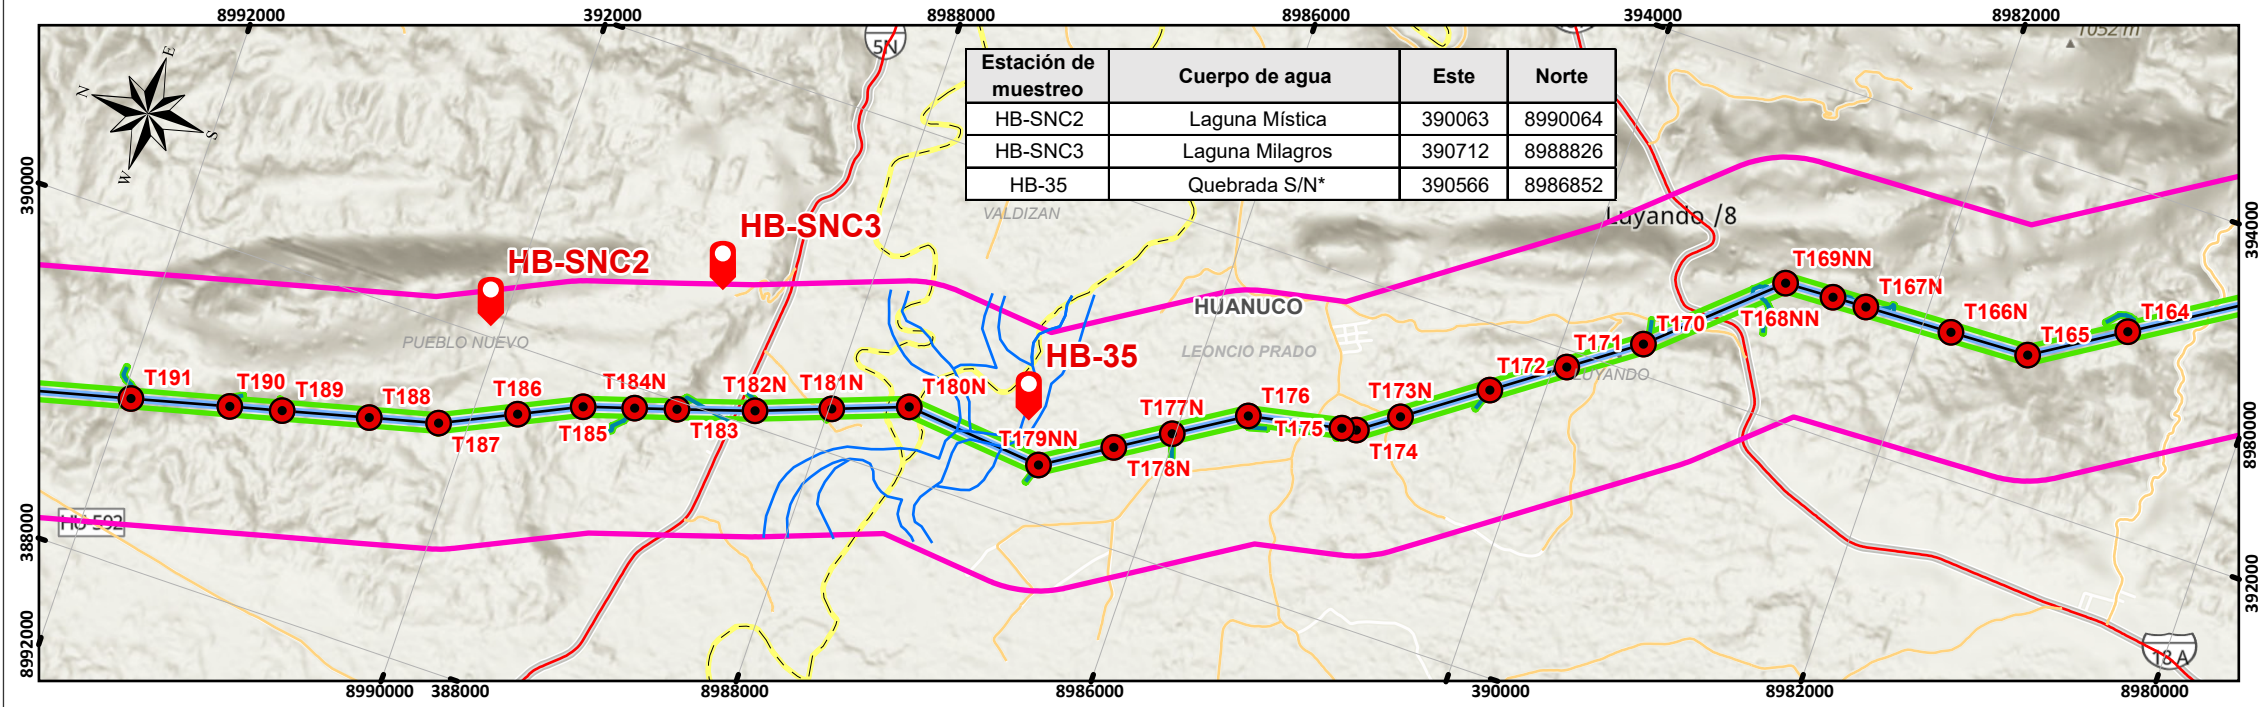 8992000
392000
8988000
8986000
394000
8982000
5N
1052 m
Estación de muestreo
Cuerpo de agua
Este
Norte
HB-SNC2
Laguna Mística
390063
8990064
HB-SNC3
Laguna Milagros
390712
8988826
HB-35
Quebrada S/N*
390566
8986852
N
E
S
W
390000
388000
8992000
394000
8980000
392000
VALDIZAN
Luyando /8
HB-SNC3
HB-SNC2
HUANUCO
PUEBLO NUEVO
LEONCIO PRADO
HB-35
LUYANDO
T169NN
T167N
T168NN
T166N
T164
T165
T170
T171
T172
T173N
T174
T175
T176
T177N
T178N
T179NN
T180N
T181N
T182N
T183
T184N
T185
T186
T187
T188
T189
T190
T191
HU-592
18A
8990000
388000
8988000
8986000
390000
8982000
8980000